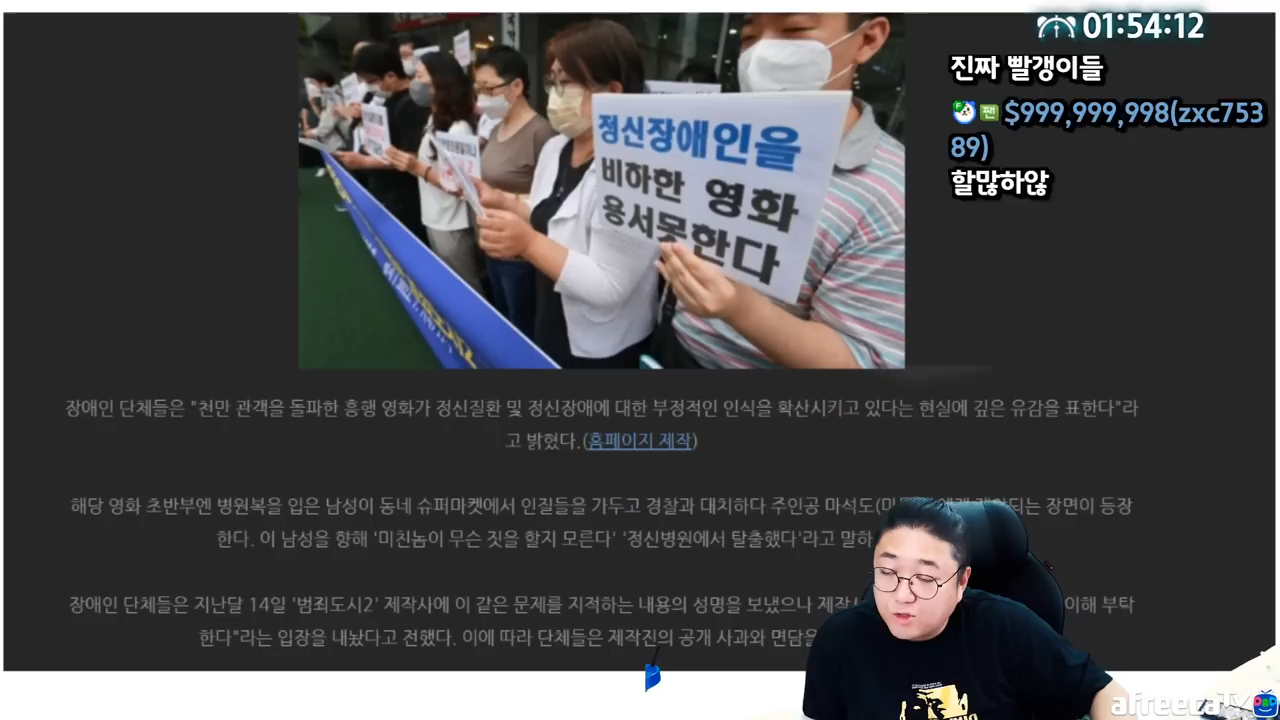 01:54:12
진짜 빨갱이들
팬 $999,999,998(zxc753
89)
할많하않
정신장애인을
비하한 영화
용서못한다
장애인 단체들은 "천만 관객을 돌파한 흥행 영화가 정신질환 및 정신장애에 대한 부정적인 인식을 확산시키고 있다는 현실에 깊은 유감을 표한다"라
고 밝혔다.(홈페이지 제작)
해당 영화 초반부엔 병원복을 입은 남성이 동네 슈퍼마켓에서 인질들을 가두고 경찰과 대치하다 주인공 마석도( 되는 장면이 등장
한다. 이 남성을 향해 '미친놈이 무슨 짓을 할지 모른다' '정신병원에서 탈출했다'라고 말하
장애인 단체들은 지난달 14일 '범죄도시2' 제작사에 이 같은 문제를 지적하는 내용의 성명을 보냈으나 이해 부탁
한다"라는 입장을 내놨다고 전했다. 이에 따라 단체들은 제작진의 공개 사과와 면담을
afreecaTV